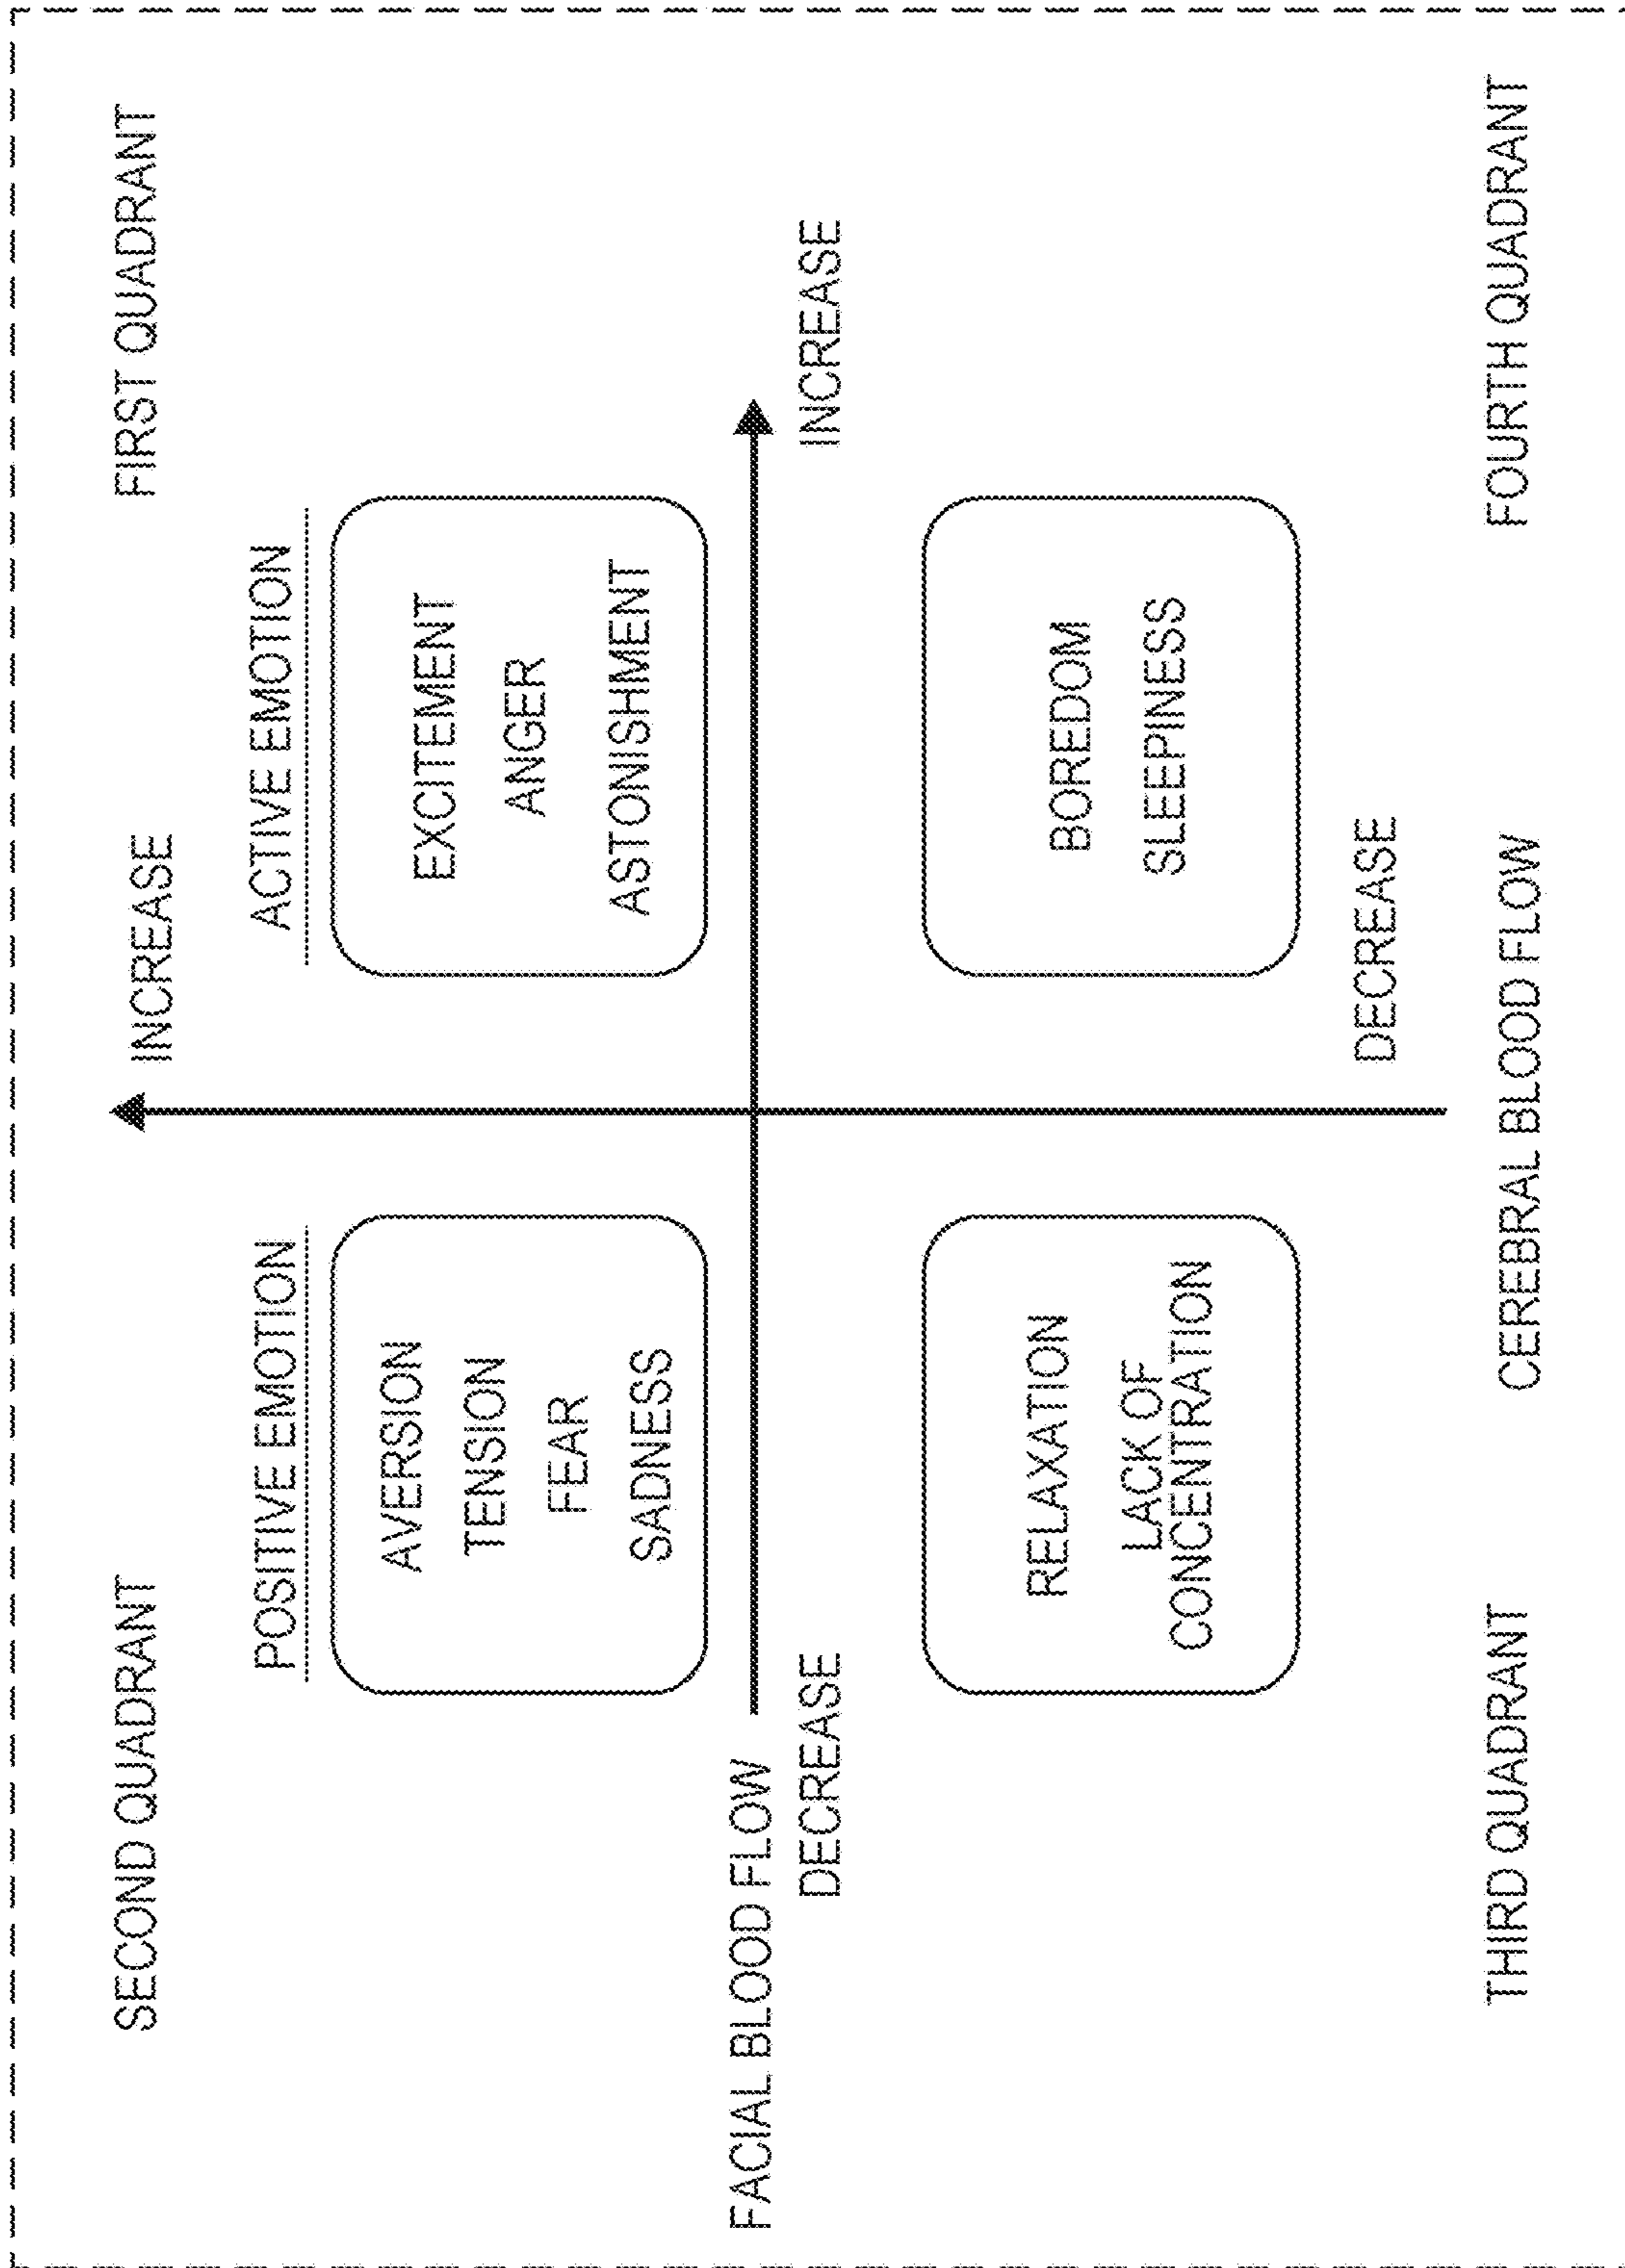 SECOND QUADRANT
INCREASE
FIRST QUADRANT
POSITIVE EMOTION
AVERSION
TENSION
FEAR
SADNESS
ACTIVE EMOTION
EXCITEMENT
ANGER
ASTONISHMENT
FACIAL BLOOD FLOW
DECREASE
INCREASE
RELAXATION
LACK OF
CONCENTRATION
BOREDOM
SLEEPINESS
DECREASE
THIRD QUADRANT
CEREBRAL BLOOD FLOW
FOURTH QUADRANT